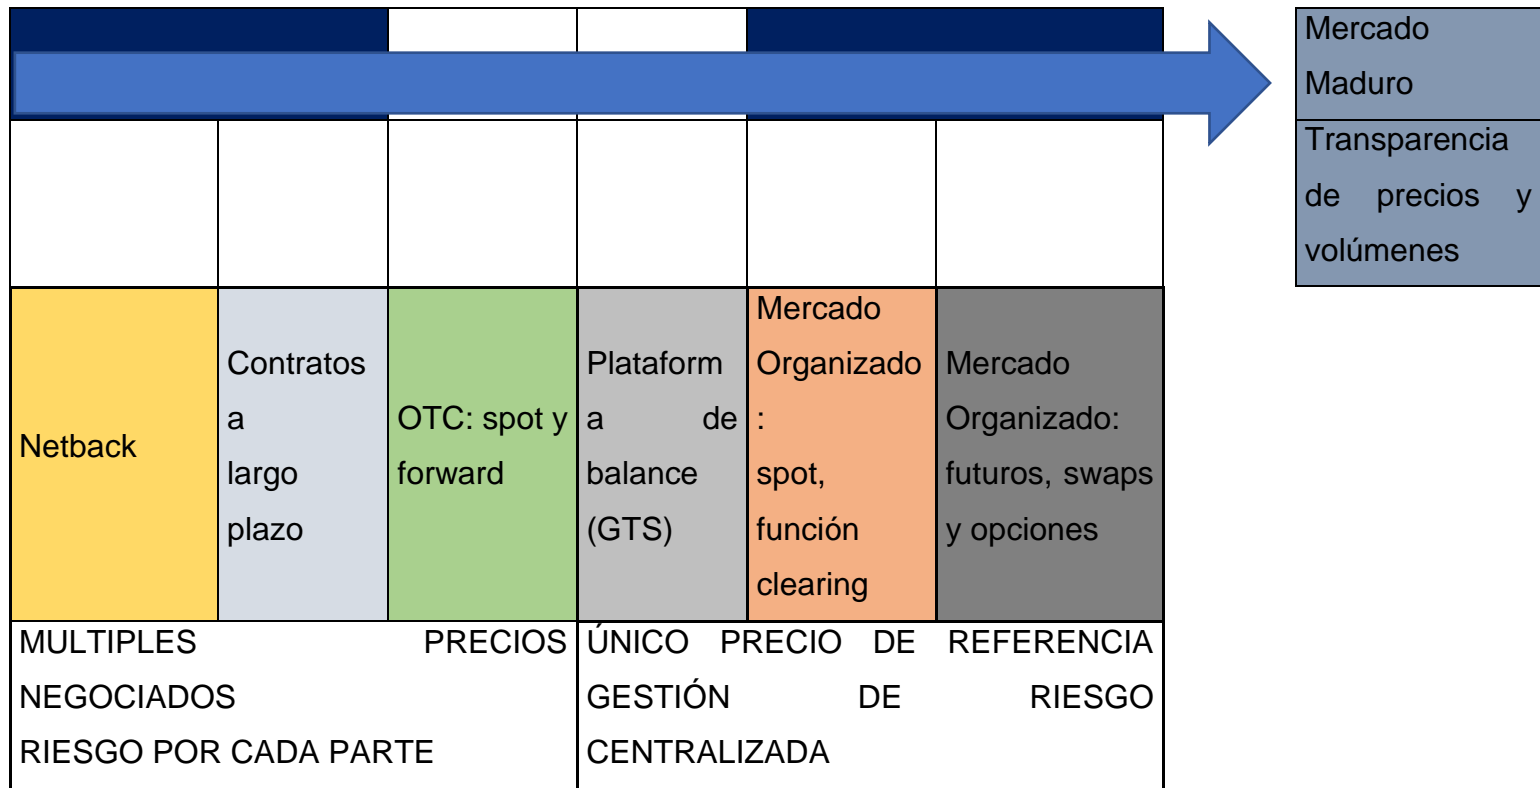 Mercado
Maduro
Transparencia
de precios y
volúmenes
Netback
Contratos
a
largo
plazo
OTC: spot y
forward
Plataform
a de
balance
(GTS)
Mercado
Organizado
:
spot,
función
clearing
Mercado
Organizado:
futuros, swaps
y opciones
MULTIPLES PRECIOS
NEGOCIADOS
RIESGO POR CADA PARTE
ÚNICO PRECIO DE REFERENCIA
GESTIÓN DE RIESGO
CENTRALIZADA